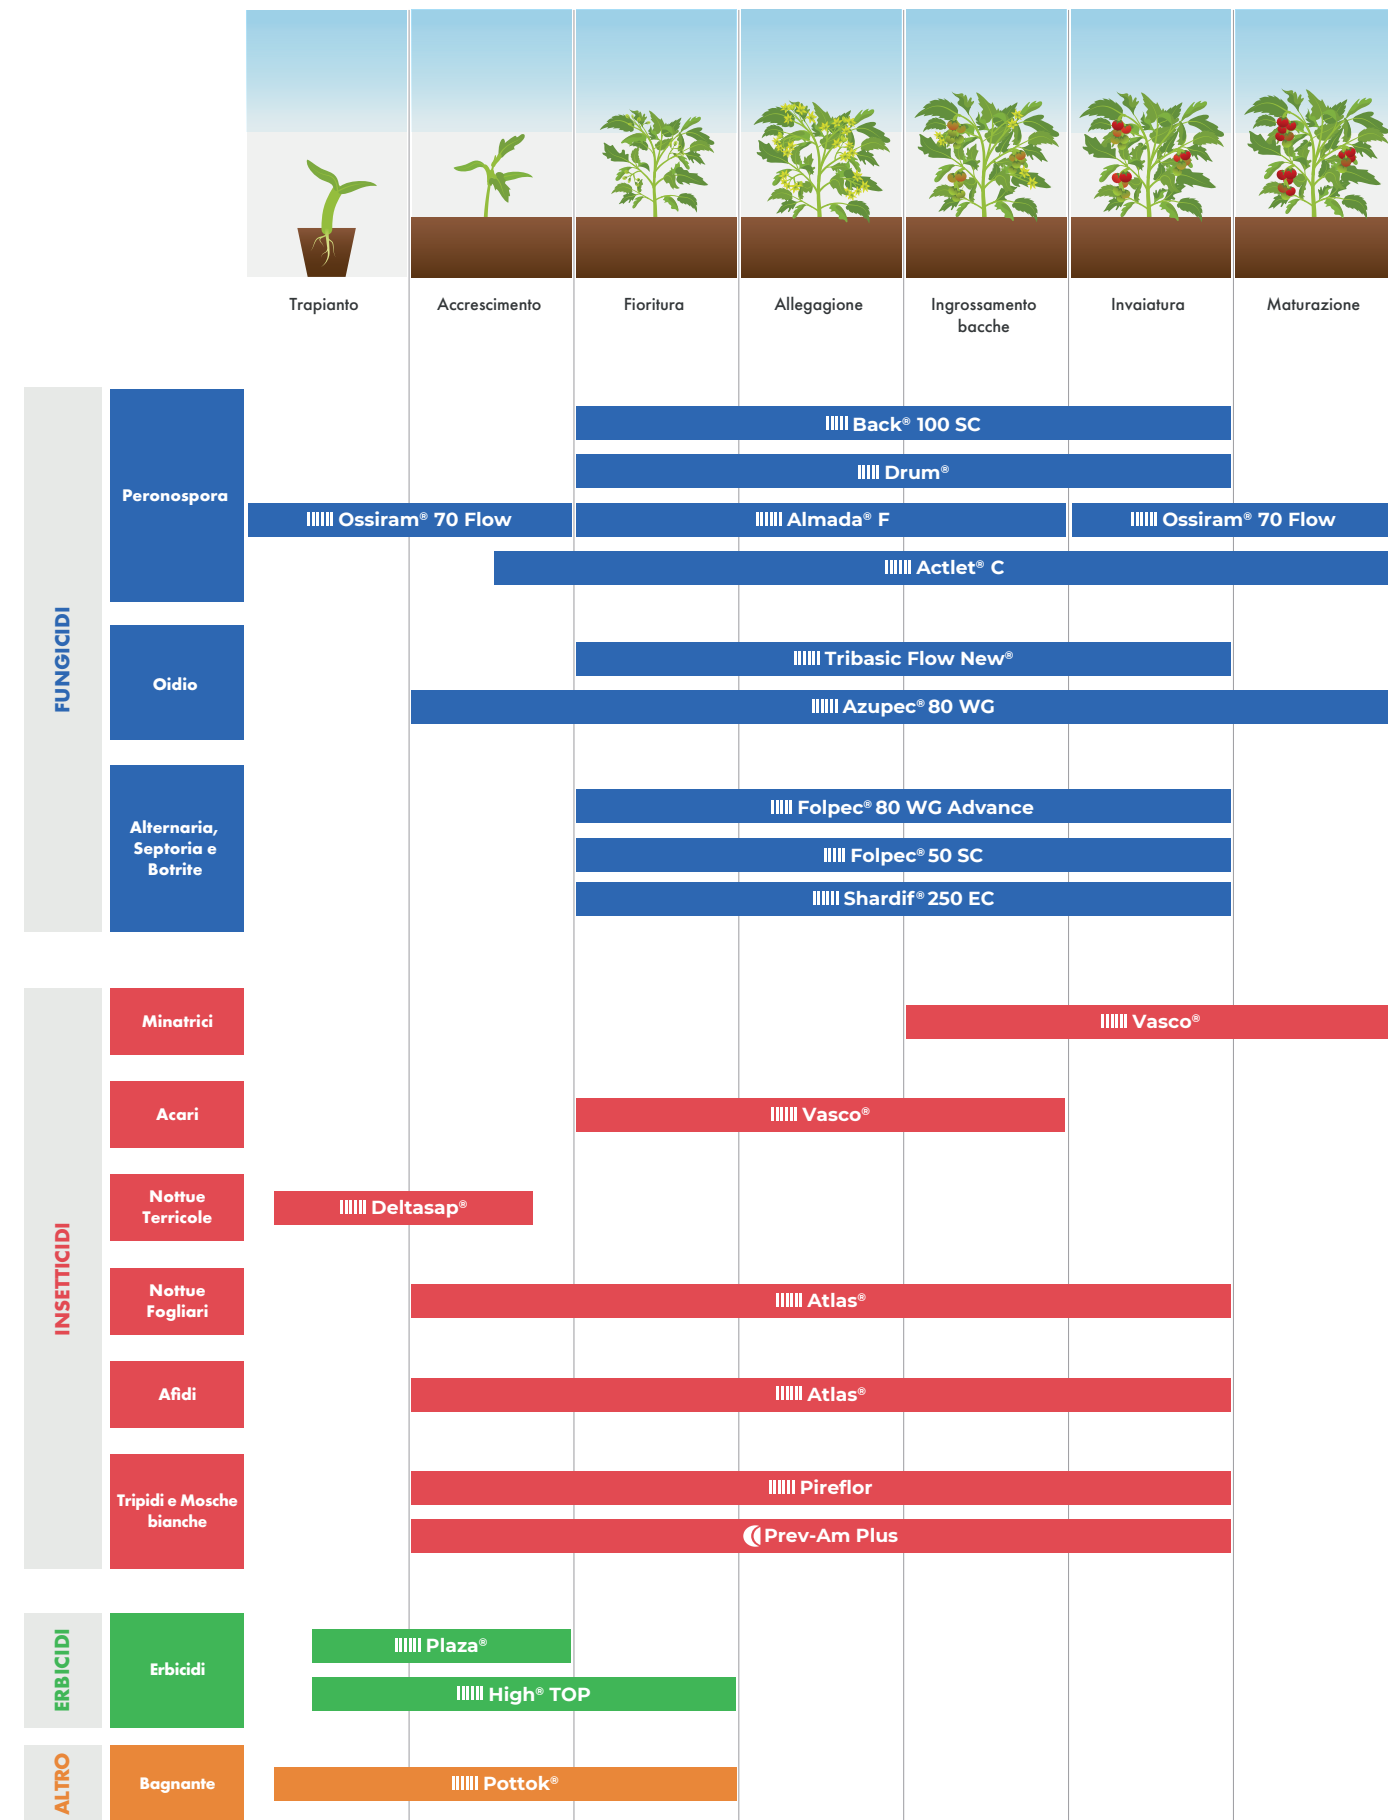 Trapianto
Accrescimento
Fioritura
Allegagione
Ingrossamento
bacche
Invaiatura
Maturazione
FUNGICIDI
Peronospora
Back® 100 SC
Drum®
Ossiram® 70 Flow
Almada® F
Ossiram® 70 Flow
Actlet® C
Oidio
Tribasic Flow New®
Azupec® 80 WG
Alternaria,
Septoria e
Botrite
Folpec® 80 WG Advance
Folpec® 50 SC
Shardif® 250 EC
INSETTICIDI
Minatrici
Vasco®
Acari
Vasco®
Nottue
Terricole
Deltasap®
Nottue
Fogliari
Atlas®
Afidi
Atlas®
Tripidi e Mosche
bianche
Pireflor
Prev-Am Plus
ERBICIDI
Erbicidi
Plaza®
High® TOP
ALTRO
Bagnante
Pottok®